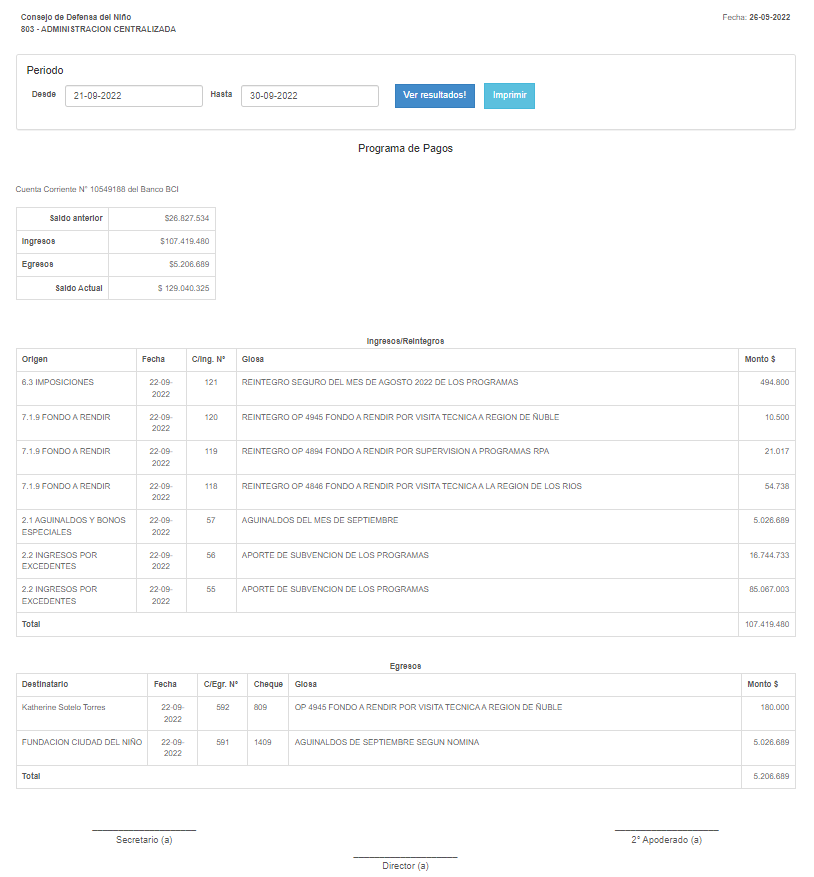 Consejo de Defensa del Niño
Fecha: 26-09-2022
803 - ADMINISTRACION CENTRALIZADA
Periodo
Desde 21-09-2022 Hasta 30-09-2022 Ver resultados! Imprimir
Programa de Pagos
Cuenta Corriente N° 10549188 del Banco BCI
Saldo anterior $26.827.534
Ingresos $107.419.480
Egresos $5.206.689
Saldo Actual $ 129.040.325
Ingresos/Reintegros
Origen Fecha C/Ing. Nº Glosa Monto $
6.3 IMPOSICIONES 22-09- 121 REINTEGRO SEGURO DEL MES DE AGOSTO 2022 DE LOS PROGRAMAS 494.800
2022
7.1.9 FONDO A RENDIR 22-09- 120 REINTEGRO OP 4945 FONDO A RENDIR POR VISITA TECNICA A REGION DE ÑUBLE 10.500
2022
7.1.9 FONDO A RENDIR 22-09- 119 REINTEGRO OP 4894 FONDO A RENDIR POR SUPERVISION A PROGRAMAS RPA 21.017
2022
7.1.9 FONDO A RENDIR 22-09- 118 REINTEGRO OP 4846 FONDO A RENDIR POR VISITA TECNICA A LA REGION DE LOS RIOS 54.738
2022
2.1 AGUINALDOS Y BONOS 22-09- 57 AGUINALDOS DEL MES DE SEPTIEMBRE 5.026.689
ESPECIALES 2022
2.2 INGRESOS POR 22-09- 56 APORTE DE SUBVENCION DE LOS PROGRAMAS 16.744.733
EXCEDENTES 2022
2.2 INGRESOS POR 22-09- 55 APORTE DE SUBVENCION DE LOS PROGRAMAS 85.067.003
EXCEDENTES 2022
Total 107.419.480
Egresos
Destinatario Fecha C/Egr. Nº Cheque Glosa Monto $
Katherine Sotelo Torres 22-09- 592 809 OP 4945 FONDO A RENDIR POR VISITA TECNICA A REGION DE ÑUBLE 180.000
2022
FUNDACION CIUDAD DEL NIÑO 22-09- 591 1409 AGUINALDOS DE SEPTIEMBRE SEGUN NOMINA 5.026.689
2022
Total 5.206.689
Secretario (a) 2° Apoderado (a)
Director (a)